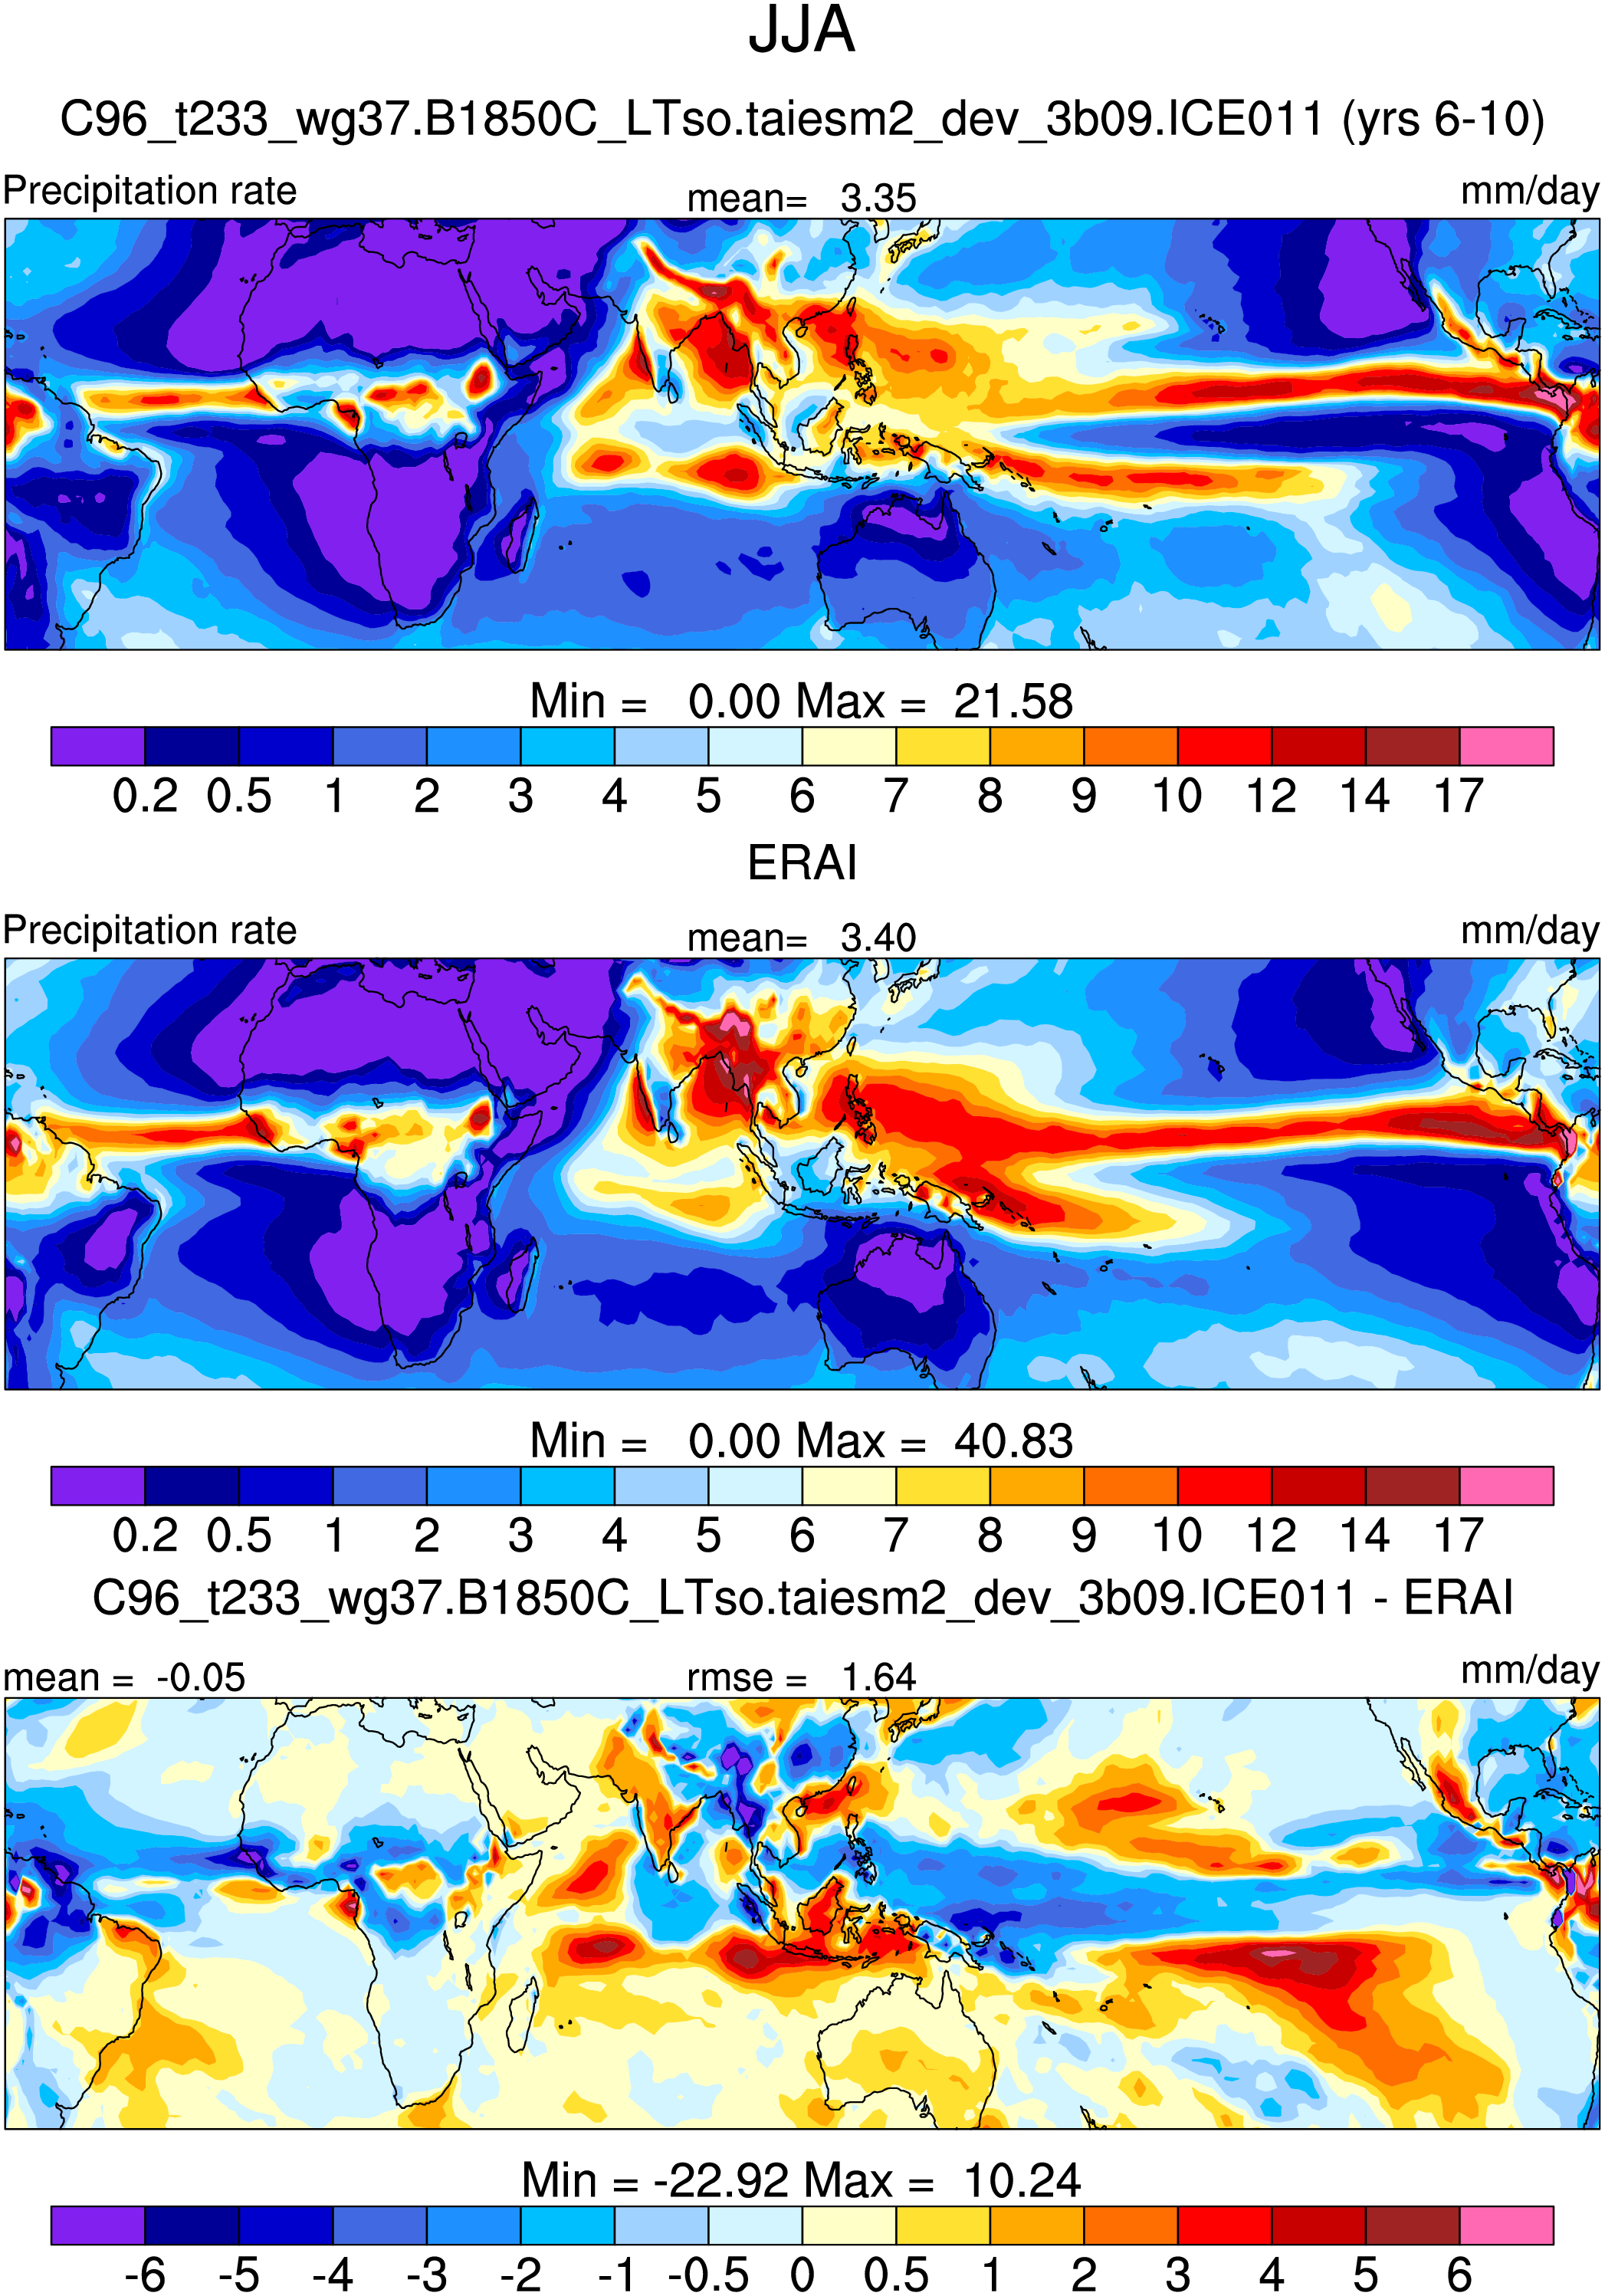 JJA
C96_t233_wg37.B1850C_LTso.taiesm2_dev_3b09.ICE011 (yrs 6-10)
Precipitation rate mean= 3.35 mm/day
Min = 0.00 Max = 21.58
0.2 0.5 1 2 3 4 5 6 7 8 9 10 12 14 17
ERAI
Precipitation rate mean= 3.40 mm/day
Min = 0.00 Max = 40.83
0.2 0.5 1 2 3 4 5 6 7 8 9 10 12 14 17
C96_t233_wg37.B1850C_LTso.taiesm2_dev_3b09.ICE011 - ERAI
mean = -0.05 rmse = 1.64 mm/day
Min = -22.92 Max = 10.24
-6 -5 -4 -3 -2 -1 -0.5 0 0.5 1 2 3 4 5 6